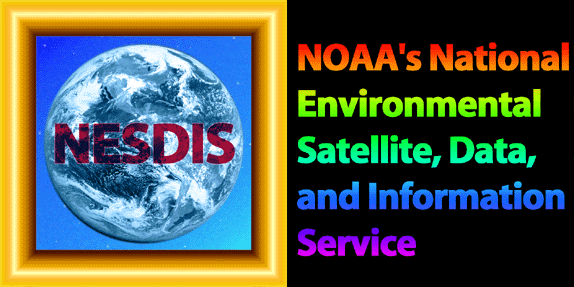 NESDIS
NOAA's National
Environmental
Satellite, Data,
and Information
Service